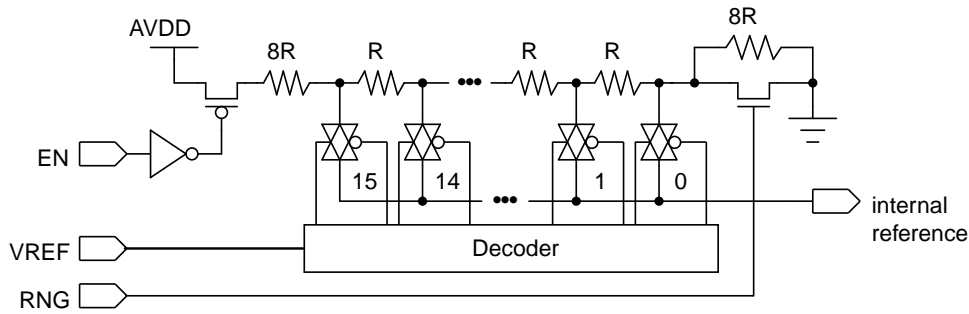 AVDD
8R
R
R
R
8R
EN
15
14
1
0
internal
reference
VREF
Decoder
RNG